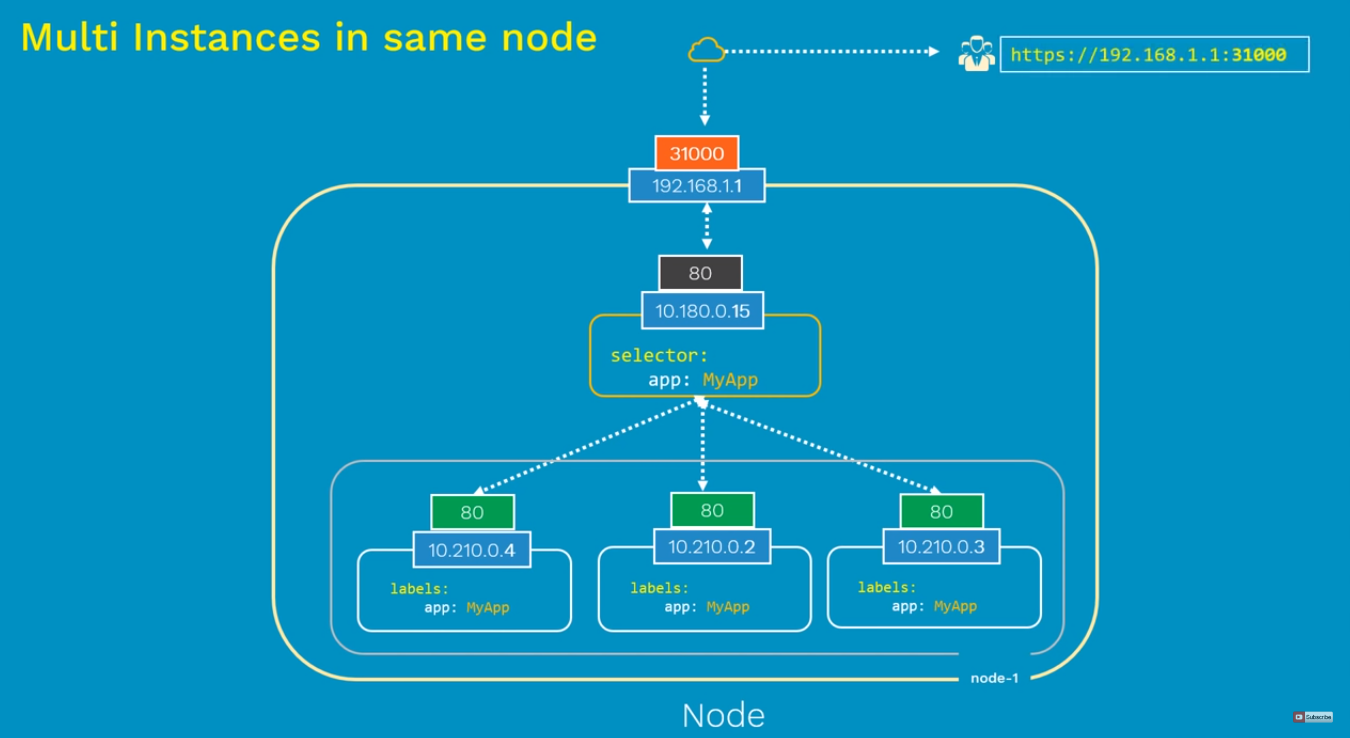 Multi Instances in same node
https://192.168.1.1:31000
31000
192.168.1.1
80
10.180.0.15
selector:
app: MyApp
80
80
80
10.210.0.4
10.210.0.2
10.210.0.3
labels:
app: MyApp
labels:
app: MyApp
labels:
app: MyApp
node-1
Node
Subscribe